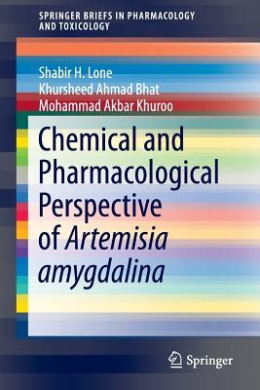 SPRINGER BRIEFS IN PHARMACOLOGY
AND TOXICOLOGY
Shabir H. Lone
Khursheed Ahmad Bhat
Mohammad Akbar Khuroo
Chemical and
Pharmacological
Perspective
of Artemisia
amygdalina
Springer